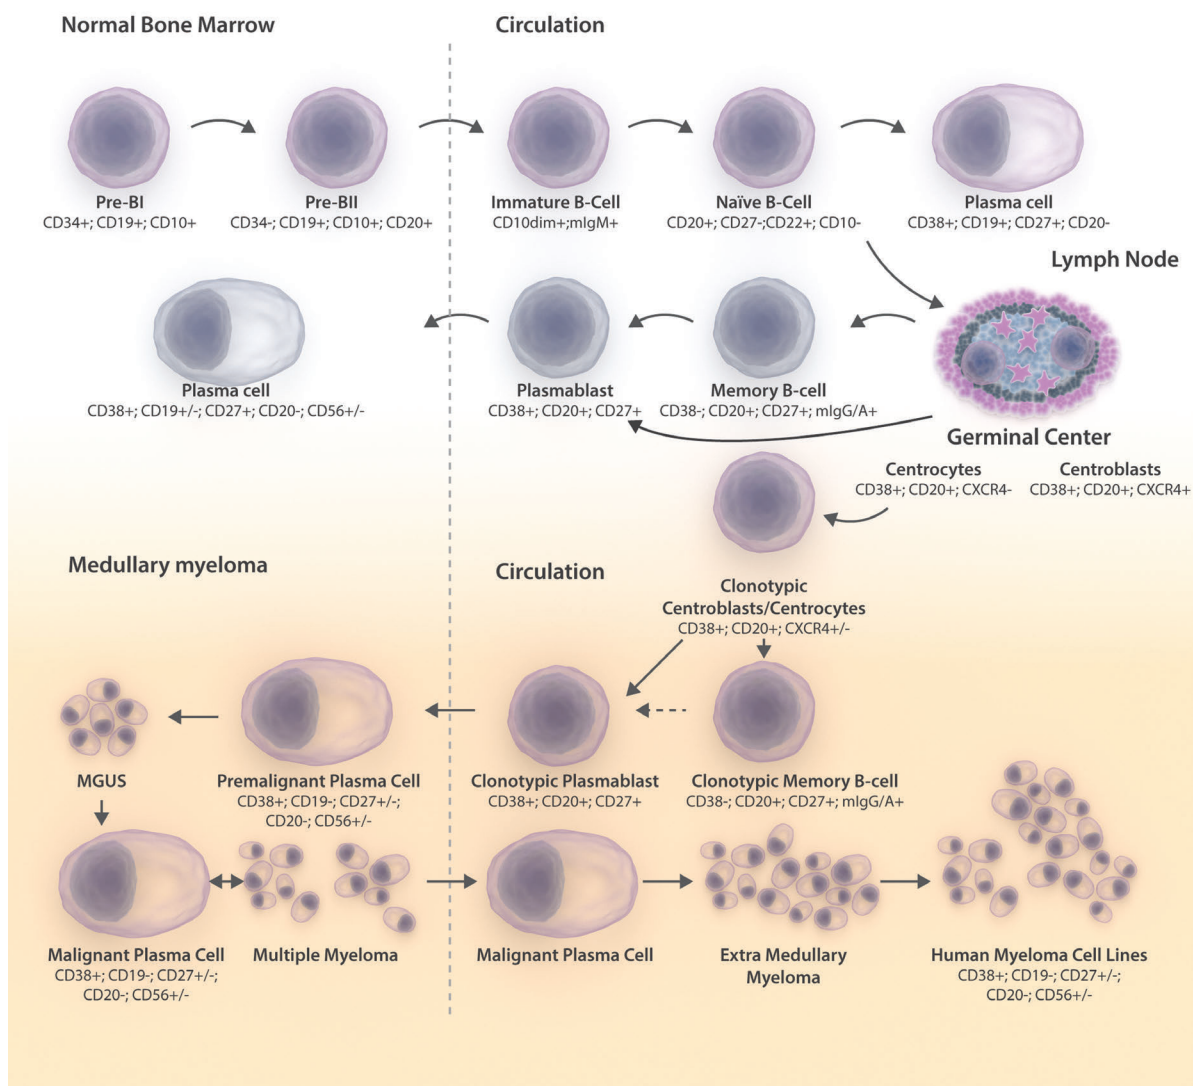 Normal Bone Marrow
Circulation
Pre-BI
CD34+; CD19+; CD10+
Pre-BII
CD34-; CD19+; CD10+; CD20+
Immature B-Cell
CD10dim+;mIgM+
Naïve B-Cell
CD20+; CD27-;CD22+; CD10-
Plasma cell
CD38+; CD19+; CD27+; CD20-
Lymph Node
Plasma cell
CD38+; CD19+/-; CD27+; CD20-; CD56+/-
Plasmablast
CD38+; CD20+; CD27+
Memory B-cell
CD38-; CD20+; CD27+; mIgG/A+
Germinal Center
Centrocytes
CD38+; CD20+; CXCR4-
Centroblasts
CD38+; CD20+; CXCR4+
Medullary myeloma
Circulation
Clonotypic
Centroblasts/Centrocytes
CD38+; CD20+; CXCR4+/-
MGUS
Premalignant Plasma Cell
CD38+; CD19-; CD27+/-;
CD20-; CD56+/-
Clonotypic Plasmablast
CD38+; CD20+; CD27+
Clonotypic Memory B-cell
CD38-; CD20+; CD27+; mIgG/A+
Malignant Plasma Cell
CD38+; CD19-; CD27+/-;
CD20-; CD56+/-
Multiple Myeloma
Malignant Plasma Cell
Extra Medullary
Myeloma
Human Myeloma Cell Lines
CD38+; CD19-; CD27+/-;
CD20-; CD56+/-